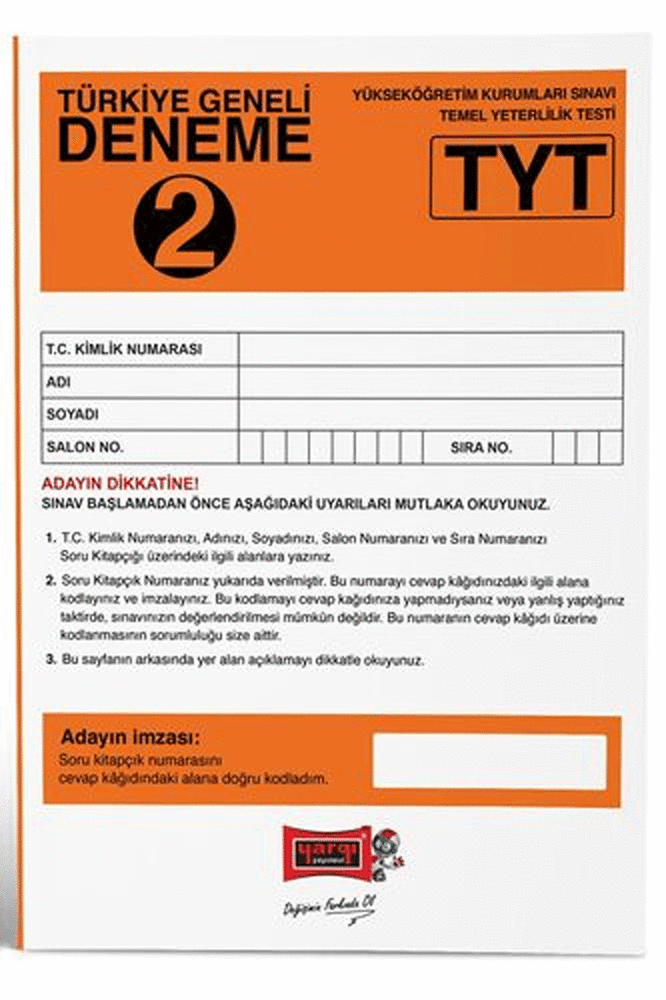 TÜRKİYE GENELİ
DENEME
2
YÜKSEKÖĞRETİM KURUMLARI SINAVI
TEMEL YETERLİLİK TESTİ
TYT
T.C. KİMLİK NUMARASI
ADI
SOYADI
SALON NO. SIRA NO.
ADAYIN DİKKATİNE!
SINAV BAŞLAMADAN ÖNCE AŞAĞIDAKİ UYARILARI MUTLAKA OKUYUNUZ.
1. T.C. Kimlik Numaranızı, Adınızı, Soyadınızı, Salon Numaranızı ve Sıra Numaranızı
Soru Kitapçığı üzerindeki ilgili alanlara yazınız.
2. Soru Kitapçık Numaranız yukarıda verilmiştir. Bu numarayı cevap kâğıdınızdaki ilgili alana
kodlayınız ve imzalayınız. Bu kodlamayı cevap kağıdınıza yapmadıysanız veya yanlış yaptığınız
taktirde, sınavınızın değerlendirilmesi mümkün değildir. Bu numaranın cevap kâğıdı üzerine
kodlanmasının sorumluluğu size aittir.
3. Bu sayfanın arkasında yer alan açıklamayı dikkatle okuyunuz.
Adayın imzası:
Soru kitapçık numarasını
cevap kâğıdındaki alana doğru kodladım.
yargı
yayınevi
Değişimin Farkında Ol